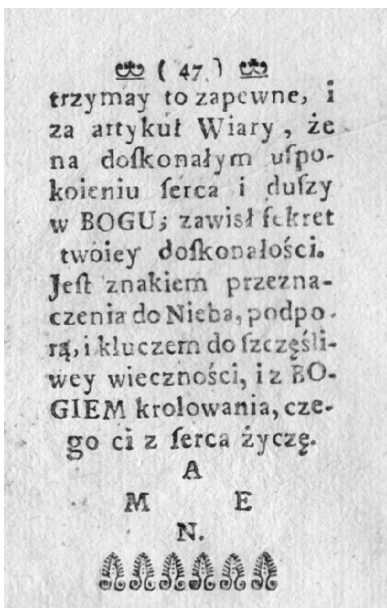 ( 47 )
trzymay to zapewne, i
za artykuł Wiary, że
na doſkonałym uſpo-
koieniu ſerca i duſzy
w BOGU; zawisł ſekret
twoiey doſkonałości.
Jeſt znakiem przezna-
czenia do Nieba, podpo-
rą, i kluczem do ſzczęśli-
wey wieczności, i z BO-
GIEM krolowania, cze-
go ci z ſerca życzę.
A
M E
N.